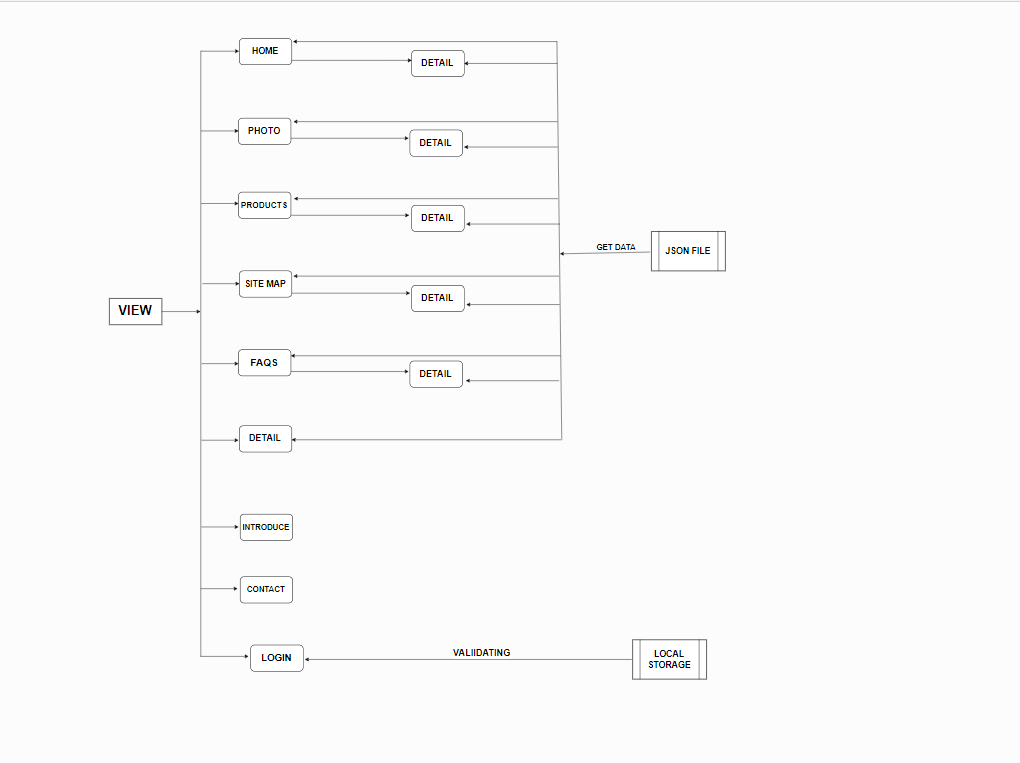 HOME
DETAIL
PHOTO
DETAIL
PRODUCTS
DETAIL
GET DATA
JSON FILE
SITE MAP
DETAIL
VIEW
FAQS
DETAIL
DETAIL
INTRODUCE
CONTACT
LOGIN
VALIIDATING
LOCAL
STORAGE